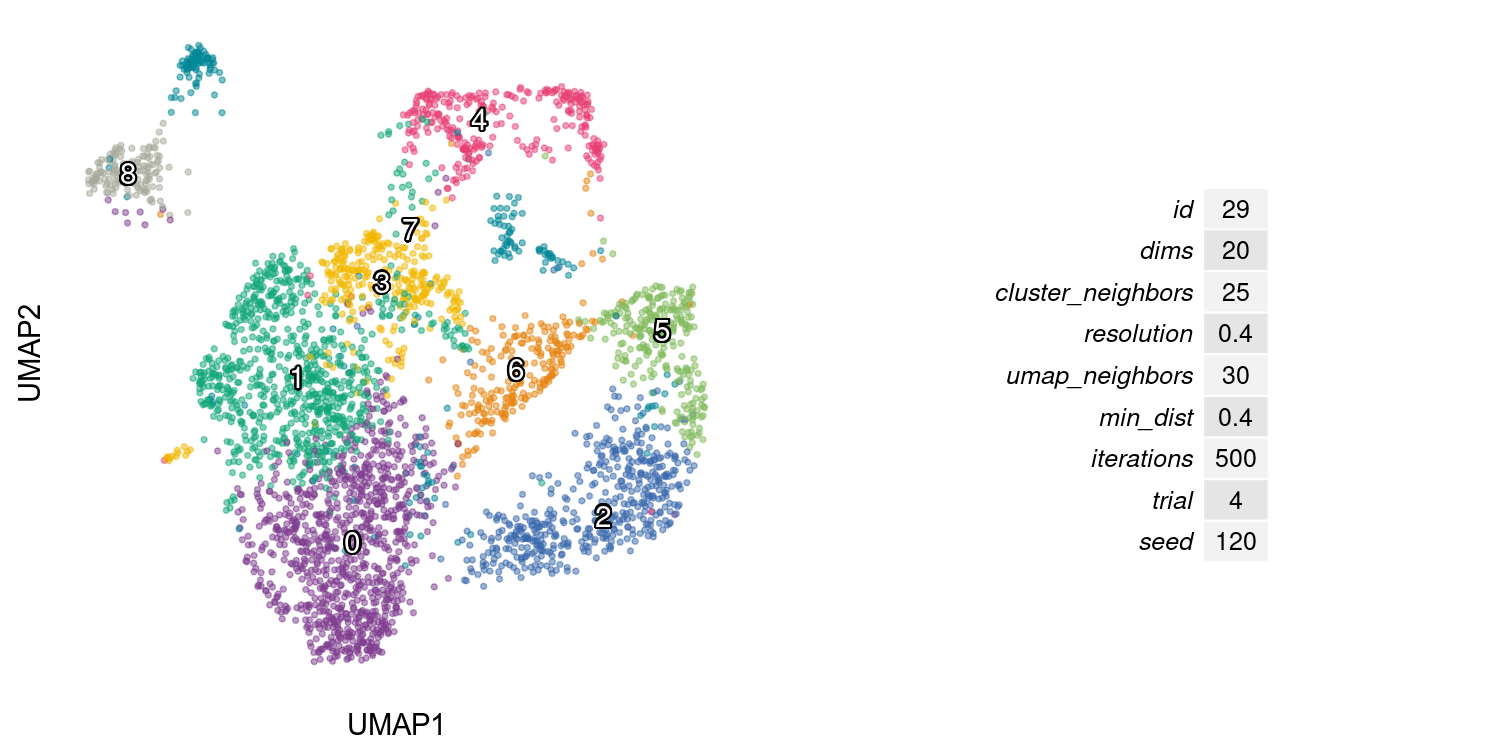 8
4
7
3
5
1
6
2
0
UMAP2
UMAP1
id 29
dims 20
cluster_neighbors 25
resolution 0.4
umap_neighbors 30
min_dist 0.4
iterations 500
trial 4
seed 120